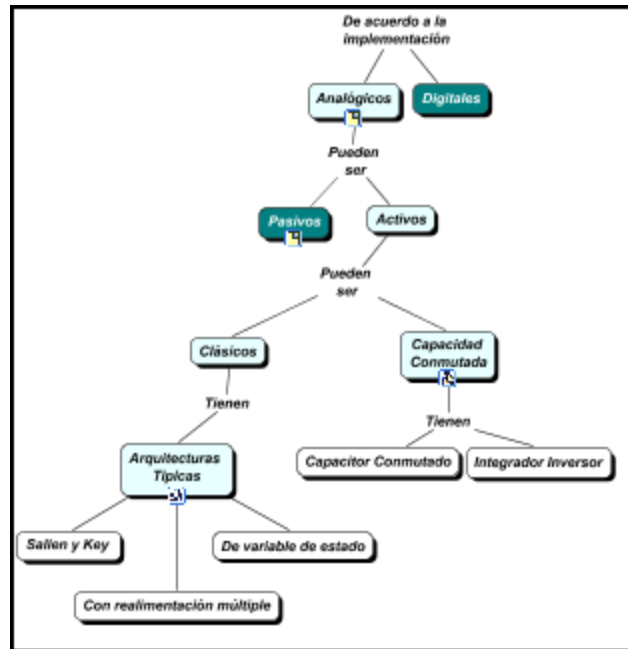 De acuerdo a la
implementación
Analógicos
Digitales
Pueden
ser
Pasivos
Activos
Pueden
ser
Clásicos
Capacidad
Conmutada
Tienen
Tienen
Arquitecturas
Típicas
Capacitor Conmutado
Integrador Inversor
Sallen y Key
De variable de estado
Con realimentación múltiple